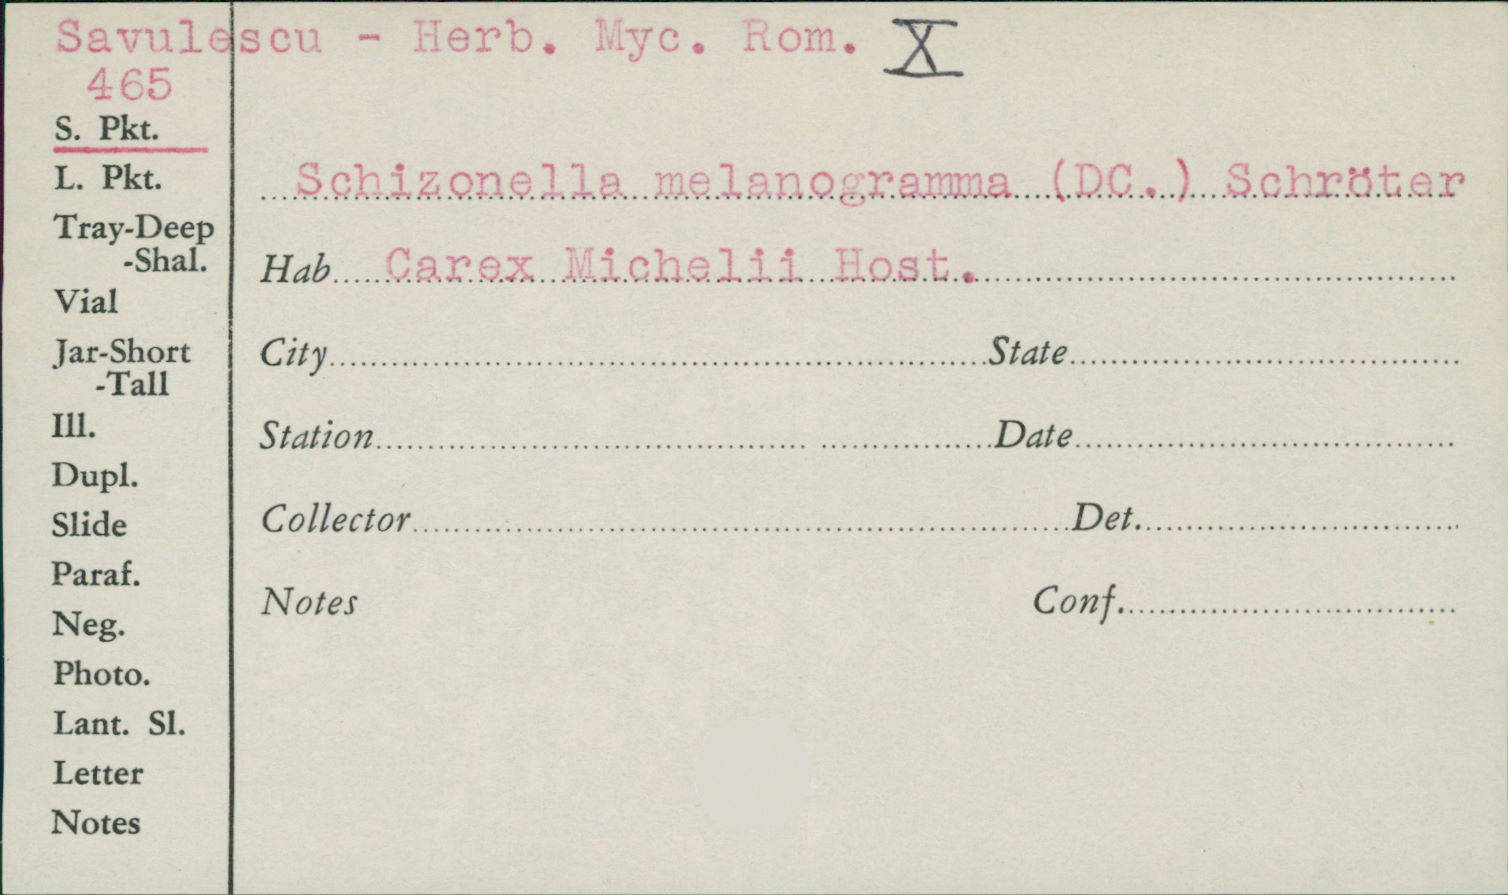 Savulescu - Herb. Myc. Rom. X
465
S. Pkt.
L. Pkt.
Schizonella melanogramma (DC.) Schröter
Tray-Deep
-Shal.
Hab Carex Michelii Host.
Vial
Jar-Short
-Tall
City State
Ill.
Station Date
Dupl.
Slide
Collector Det.
Paraf.
Neg.
Notes Conf.
Photo.
Lant. Sl.
Letter
Notes